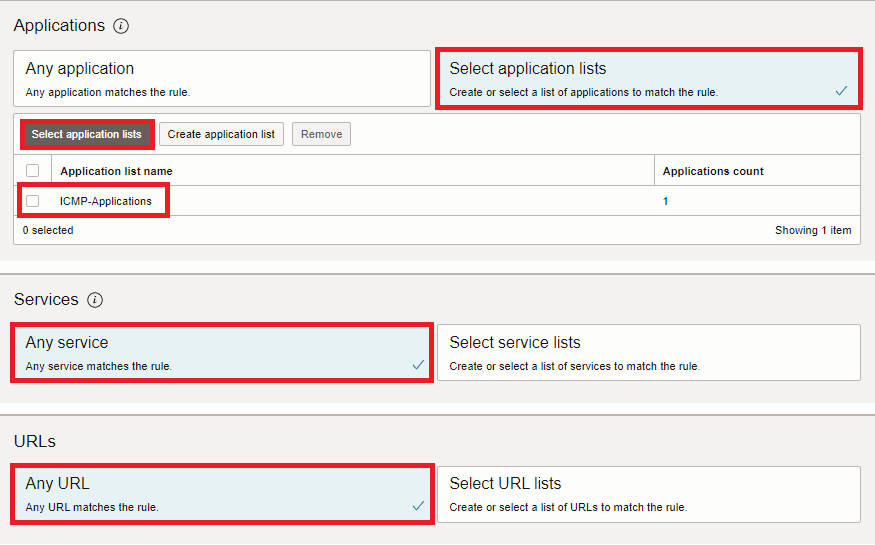 Applications
Any application
Any application matches the rule.
Select application lists
Create or select a list of applications to match the rule.
Select application lists
Create application list
Remove
Application list name
Applications count
ICMP-Applications
1
0 selected
Showing 1 item
Services
Any service
Any service matches the rule.
Select service lists
Create or select a list of services to match the rule.
URLs
Any URL
Any URL matches the rule.
Select URL lists
Create or select a list of URLs to match the rule.